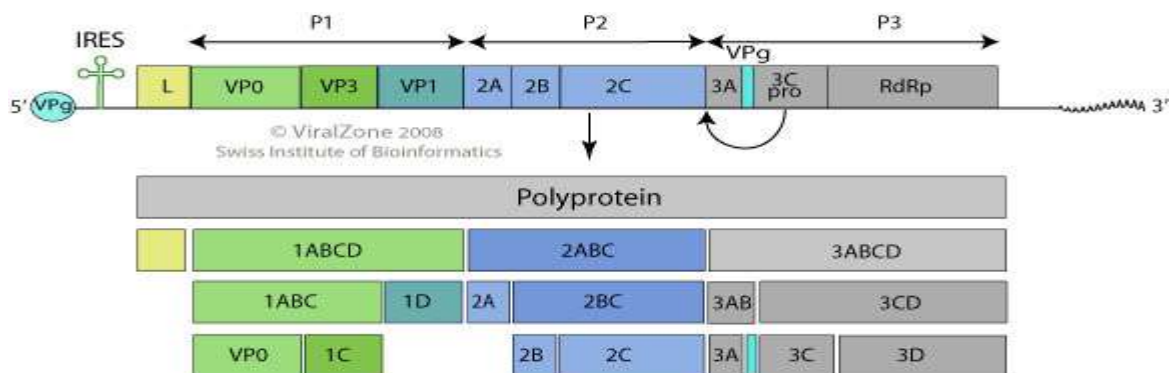 P1 P2 P3
IRES VPg
L VP0 VP3 VP1 2A 2B 2C 3A 3C pro RdRp
5' VPg 3'
© ViralZone 2008
Swiss Institute of Bioinformatics
Polyprotein
1ABCD 2ABC 3ABCD
1ABC 1D 2A 2BC 3AB 3CD
VP0 1C 2B 2C 3A 3C 3D